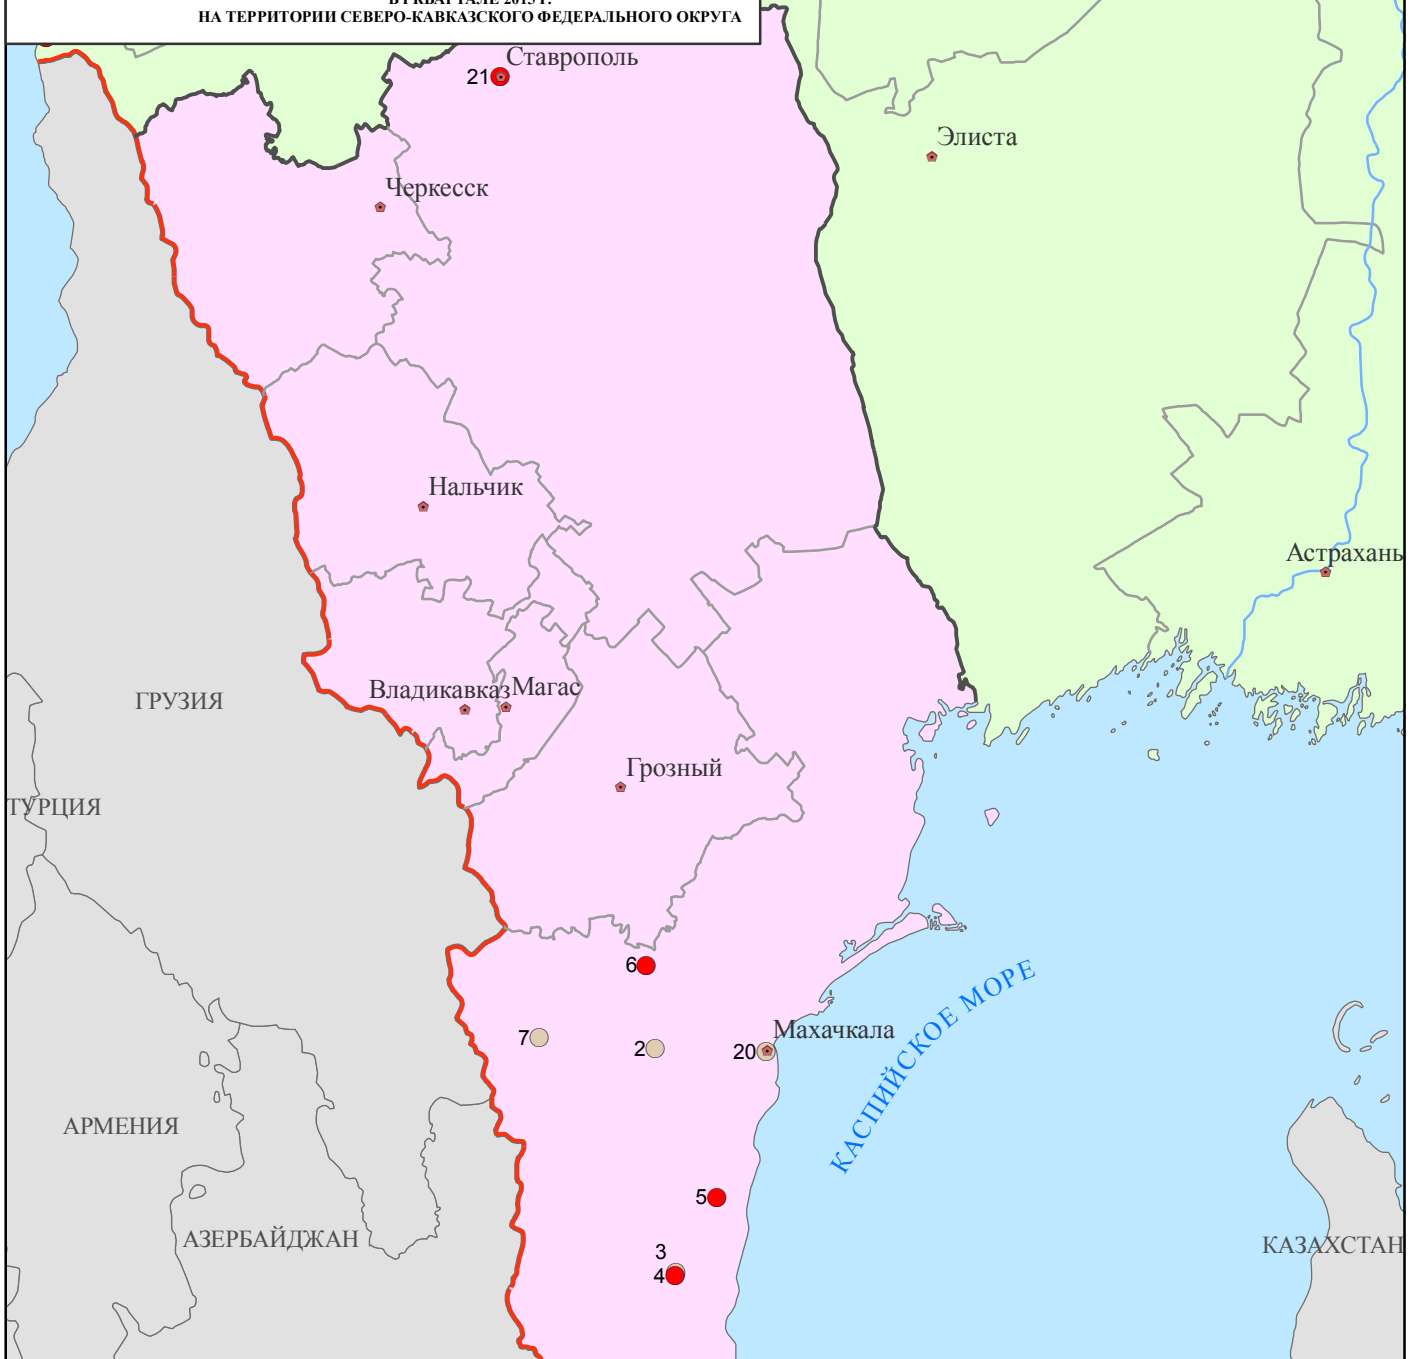 НА ТЕРРИТОРИИ СЕВЕРО-КАВКАЗСКОГО ФЕДЕРАЛЬНОГО ОКРУГА
Ставрополь
21
Элиста
Черкесск
Нальчик
Астрахань
Владикавказ
Магас
ГРУЗИЯ
Грозный
ТУРЦИЯ
6
КАСПИЙСКОЕ МОРЕ
7
2
20
Махачкала
АРМЕНИЯ
5
АЗЕРБАЙДЖАН
КАЗАХСТАН
3
4